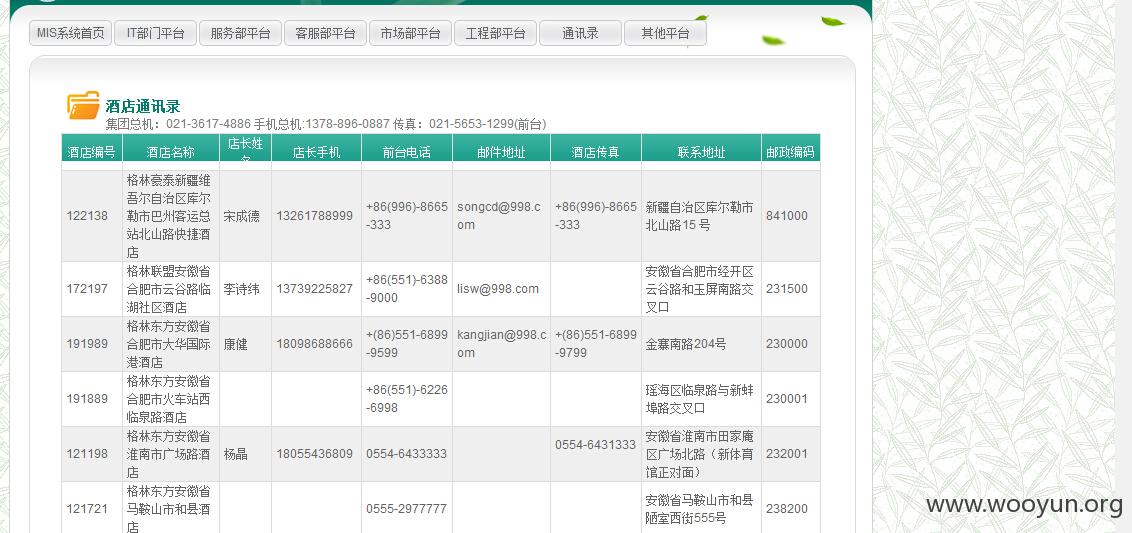 MIS系统首页 IT部门平台 服务部平台 客服部平台 市场部平台 工程部平台 通讯录 其他平台
酒店通讯录
集团总机：021-3617-4886 手机总机:1378-896-0887 传真：021-5653-1299(前台)
酒店编号 酒店名称 店长姓名 店长手机 前台电话 邮件地址 酒店传真 联系地址 邮政编码
122138
格林豪泰新疆维
吾尔自治区库尔
勒市巴州客运总
站北山路快捷酒
店
宋成德
13261788999
+86(996)-8665
-333
songcd@998.c
om
+86(996)-8665
-333
新疆自治区库尔勒市
北山路15 号
841000
172197
格林联盟安徽省
合肥市云谷路临
湖社区酒店
李诗纬
13739225827
+86(551)-6388
-9000
lisw@998.com
安徽省合肥市经开区
云谷路和玉屏南路交
叉口
231500
191989
格林东方安徽省
合肥市大华国际
港酒店
康健
18098688666
+(86)551-6899
-9599
kangjian@998.c
om
+(86)551-6899
-9799
金寨南路204号
230000
191889
格林东方安徽省
合肥市火车站西
临泉路酒店
+86(551)-6226
-6998
瑶海区临泉路与新蚌
埠路交叉口
230001
121198
格林东方安徽省
淮南市广场路酒
店
杨晶
18055436809
0554-6433333
0554-6431333
安徽省淮南市田家庵
区广场北路（新体育
馆正对面）
232001
121721
格林东方安徽省
马鞍山市和县酒
店
0555-2977777
安徽省马鞍山市和县
陋室西街555号
238200
www.wooyun.org